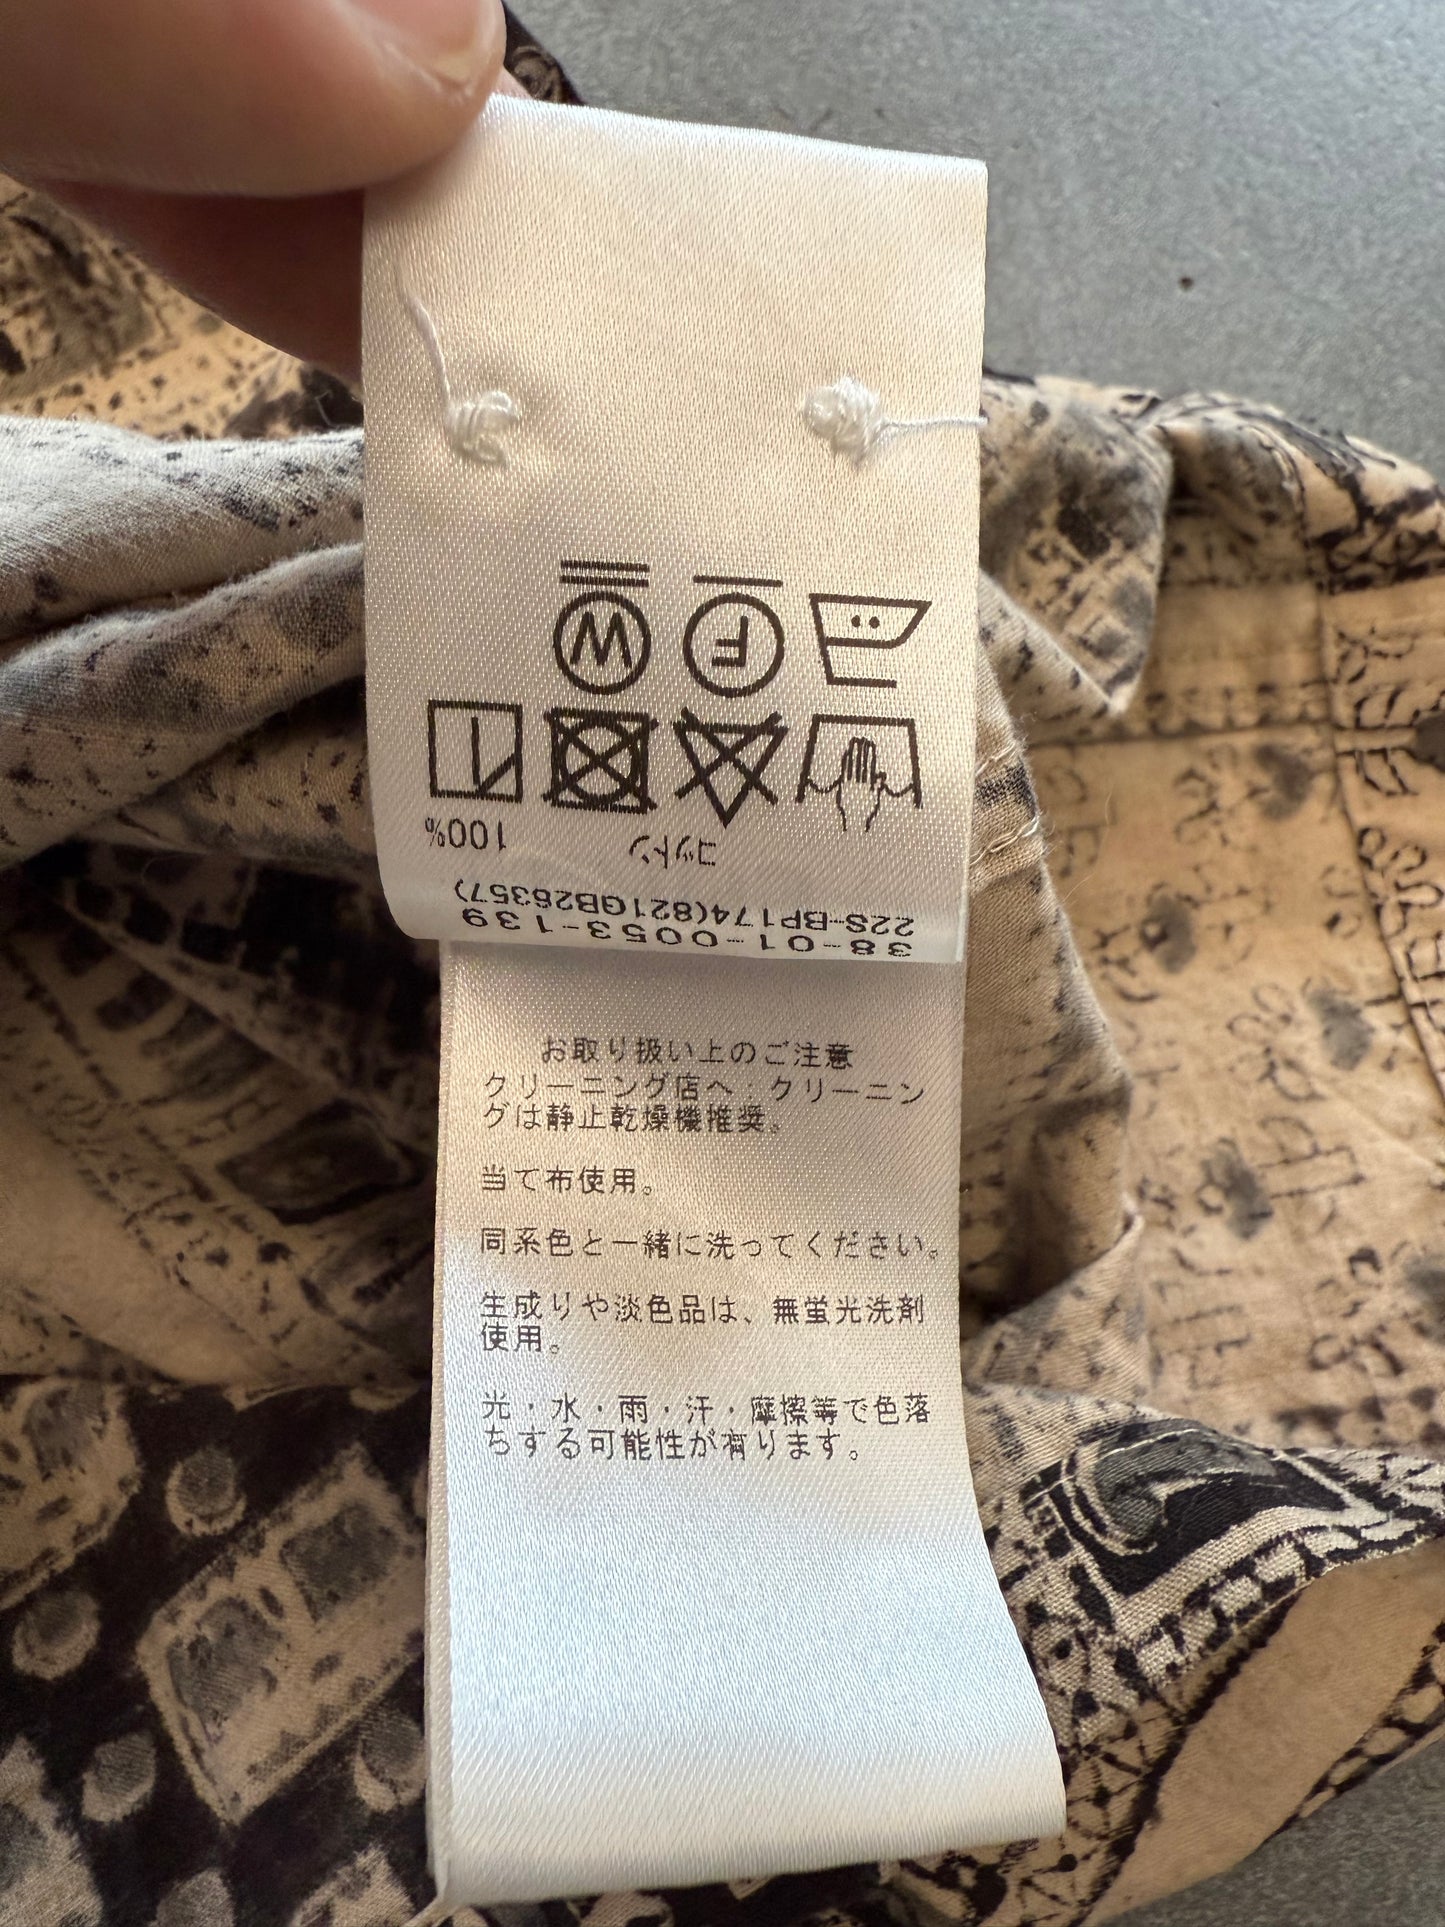 38-01-0053-139
22S-BP174(821GB26357)
コットン 100%
W F
お取り扱い上のご注意
クリーニング店へ:クリーニン
グは静止乾燥機推奨。
当て布使用。
同系色と一緒に洗ってください。
生成りや淡色品は、無蛍光洗剤
使用。
光・水・雨・汗・摩擦等で色落
ちする可能性が有ります。